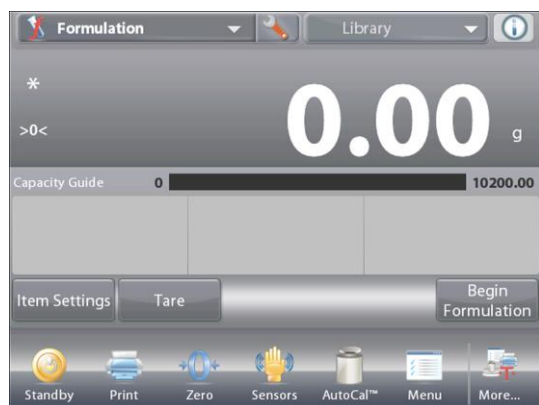 Formulation
Library
*
>0<
0.00 g
Capacity Guide 0 10200.00
Item Settings
Tare
Begin
Formulation
Standby
Print
Zero
Sensors
AutoCal™
Menu
More...